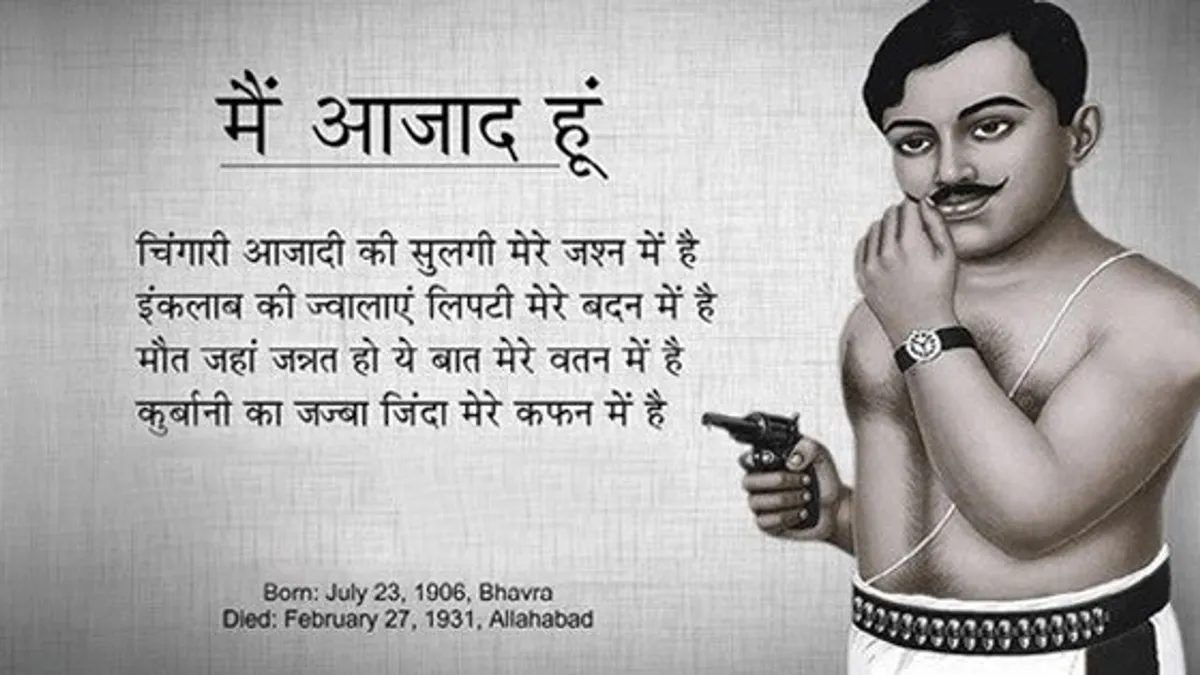 मैं आजाद हूं
चिंगारी आजादी की सुलगी मेरे जश्न में है
इंकलाब की ज्वालाएं लिपटी मेरे बदन में है
मौत जहां जन्नत हो ये बात मेरे वतन में है
कुर्बानी का जज्बा जिंदा मेरे कफन में है
Born: July 23, 1906, Bhavra
Died: February 27, 1931, Allahabad